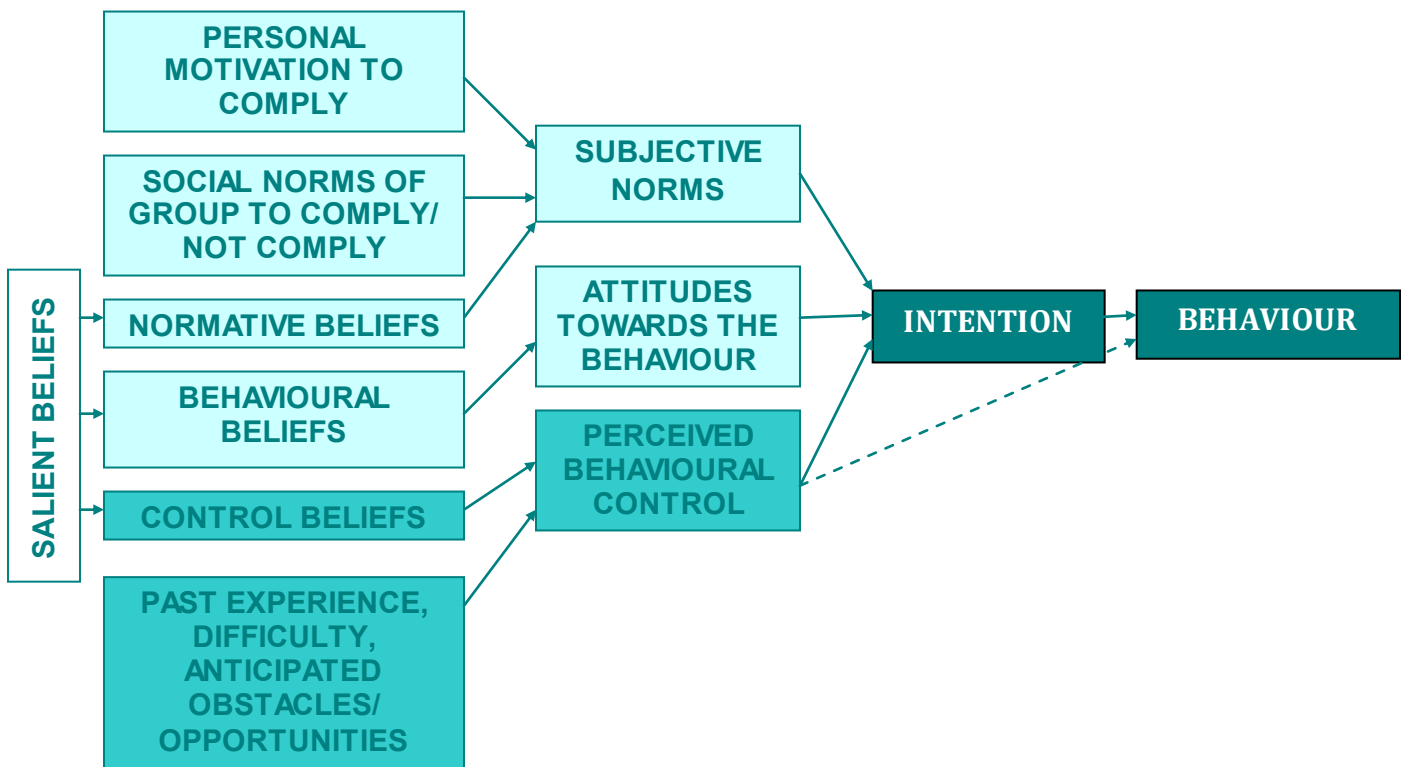 PERSONAL
MOTIVATION TO
COMPLY
SOCIAL NORMS OF
GROUP TO COMPLY/
NOT COMPLY
SALIENT BELIEFS
NORMATIVE BELIEFS
BEHAVIOURAL
BELIEFS
CONTROL BELIEFS
PAST EXPERIENCE,
DIFFICULTY,
ANTICIPATED
OBSTACLES/
OPPORTUNITIES
SUBJECTIVE
NORMS
ATTITUDES
TOWARDS THE
BEHAVIOUR
PERCEIVED
BEHAVIOURAL
CONTROL
INTENTION
BEHAVIOUR